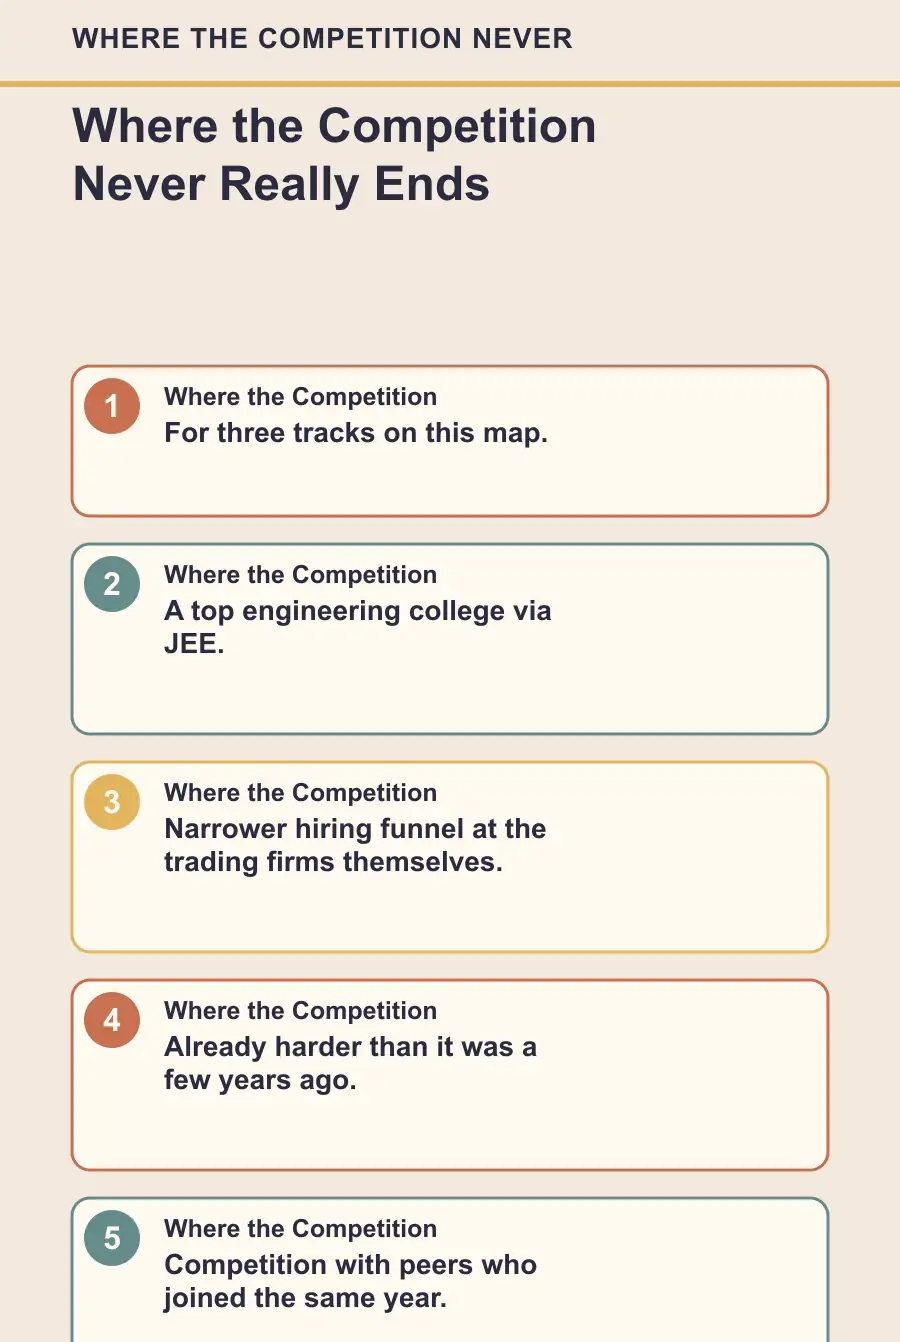 WHERE THE COMPETITION NEVER
Where the Competition
Never Really Ends
1
Where the Competition
For three tracks on this map.
2
Where the Competition
A top engineering college via
JEE.
3
Where the Competition
Narrower hiring funnel at the
trading firms themselves.
4
Where the Competition
Already harder than it was a
few years ago.
5
Where the Competition
Competition with peers who
joined the same year.